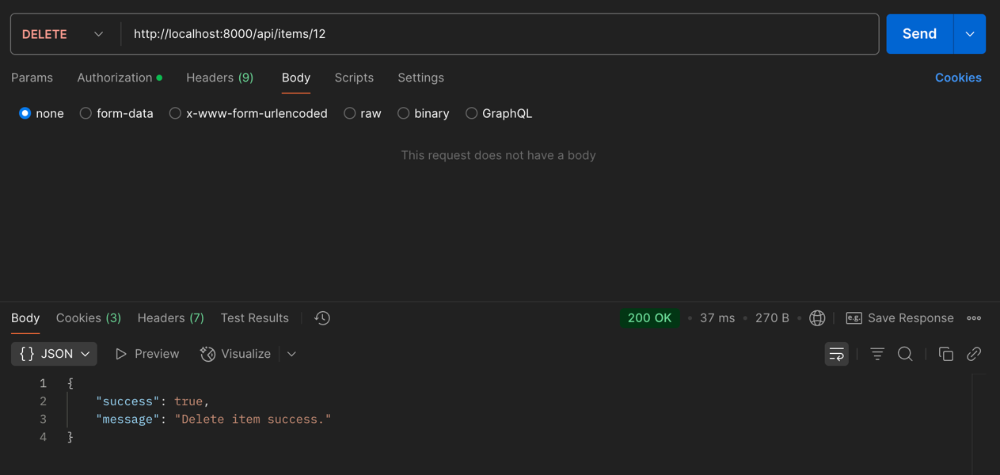 DELETE http://localhost:8000/api/items/12 Send
Params Authorization Headers (9) Body Scripts Settings Cookies
none form-data x-www-form-urlencoded raw binary GraphQL
This request does not have a body
Body Cookies (3) Headers (7) Test Results 200 OK • 37 ms • 270 B • e.g. Save Response
{} JSON Preview Visualize
1 {
2 "success": true,
3 "message": "Delete item success."
4 }